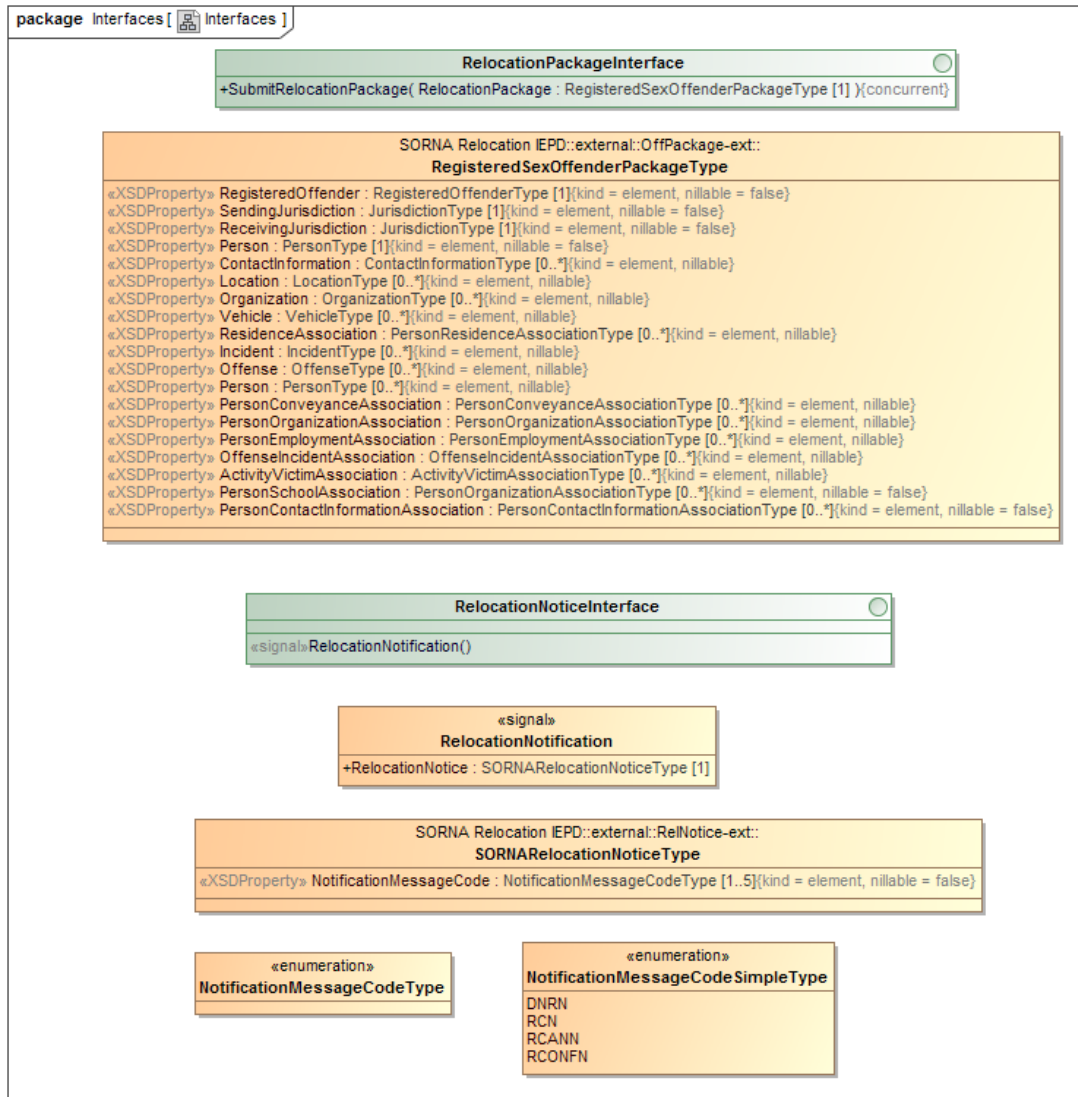 package Interfaces [ Interfaces ]
RelocationPackageInterface
+SubmitRelocationPackage( RelocationPackage : RegisteredSexOffenderPackageType [1] ){concurrent}
SORNA Relocation IEPD::external::OffPackage-ext::
RegisteredSexOffenderPackageType
«XSDProperty» RegisteredOffender : RegisteredOffenderType [1]{kind = element, nillable = false}
«XSDProperty» SendingJurisdiction : JurisdictionType [1]{kind = element, nillable = false}
«XSDProperty» ReceivingJurisdiction : JurisdictionType [1]{kind = element, nillable = false}
«XSDProperty» Person : PersonType [1]{kind = element, nillable = false}
«XSDProperty» ContactInformation : ContactInformationType [0..*]{kind = element, nillable}
«XSDProperty» Location : LocationType [0..*]{kind = element, nillable}
«XSDProperty» Organization : OrganizationType [0..*]{kind = element, nillable}
«XSDProperty» Vehicle : VehicleType [0..*]{kind = element, nillable}
«XSDProperty» ResidenceAssociation : PersonResidenceAssociationType [0..*]{kind = element, nillable}
«XSDProperty» Incident : IncidentType [0..*]{kind = element, nillable}
«XSDProperty» Offense : OffenseType [0..*]{kind = element, nillable}
«XSDProperty» Person : PersonType [0..*]{kind = element, nillable}
«XSDProperty» PersonConveyanceAssociation : PersonConveyanceAssociationType [0..*]{kind = element, nillable}
«XSDProperty» PersonOrganizationAssociation : PersonOrganizationAssociationType [0..*]{kind = element, nillable}
«XSDProperty» PersonEmploymentAssociation : PersonEmploymentAssociationType [0..*]{kind = element, nillable}
«XSDProperty» OffenseIncidentAssociation : OffenseIncidentAssociationType [0..*]{kind = element, nillable}
«XSDProperty» ActivityVictimAssociation : ActivityVictimAssociationType [0..*]{kind = element, nillable}
«XSDProperty» PersonSchoolAssociation : PersonOrganizationAssociationType [0..*]{kind = element, nillable = false}
«XSDProperty» PersonContactInformationAssociation : PersonContactInformationAssociationType [0..*]{kind = element, nillable = false}
RelocationNoticeInterface
«signal»RelocationNotification()
«signal»
RelocationNotification
+RelocationNotice : SORNARelocationNoticeType [1]
SORNA Relocation IEPD::external::RelNotice-ext::
SORNARelocationNoticeType
«XSDProperty» NotificationMessageCode : NotificationMessageCodeType [1..5]{kind = element, nillable = false}
«enumeration»
NotificationMessageCodeType
«enumeration»
NotificationMessageCodeSimpleType
DNRN
RCN
RCANN
RCONFN